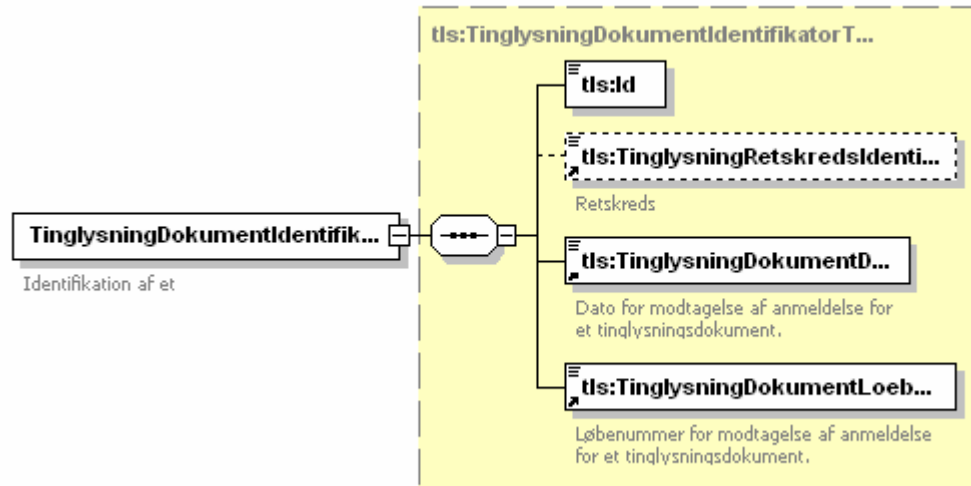 tls:TinglysningDokumentIdentifikatorT...
tls:Id
tls:TinglysningRetskredsIdenti...
Retskreds
TinglysningDokumentIdentifik...
Identifikation af et
tls:TinglysningDokumentD...
Dato for modtagelse af anmeldelse for
et tinglysningsdokument.
tls:TinglysningDokumentLoeb...
Løbenummer for modtagelse af anmeldelse
for et tinglysningsdokument.